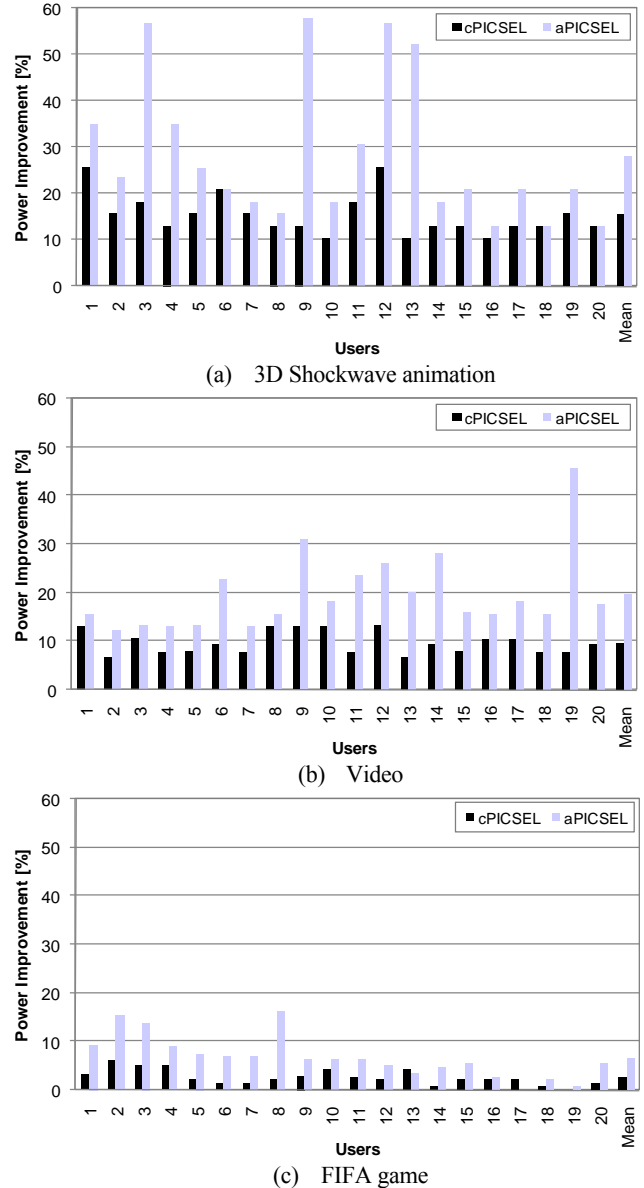 60
50
40
30
20
10
0
Power Improvement [%]
cPICSEL aPICSEL
1 2 3 4 5 6 7 8 9 10 11 12 13 14 15 16 17 18 19 20 Mean
Users
(a) 3D Shockwave animation
60
50
40
30
20
10
0
Power Improvement [%]
cPICSEL aPICSEL
1 2 3 4 5 6 7 8 9 10 11 12 13 14 15 16 17 18 19 20 Mean
Users
(b) Video
60
50
40
30
20
10
0
Power Improvement [%]
cPICSEL aPICSEL
1 2 3 4 5 6 7 8 9 10 11 12 13 14 15 16 17 18 19 20 Mean
Users
(c) FIFA game